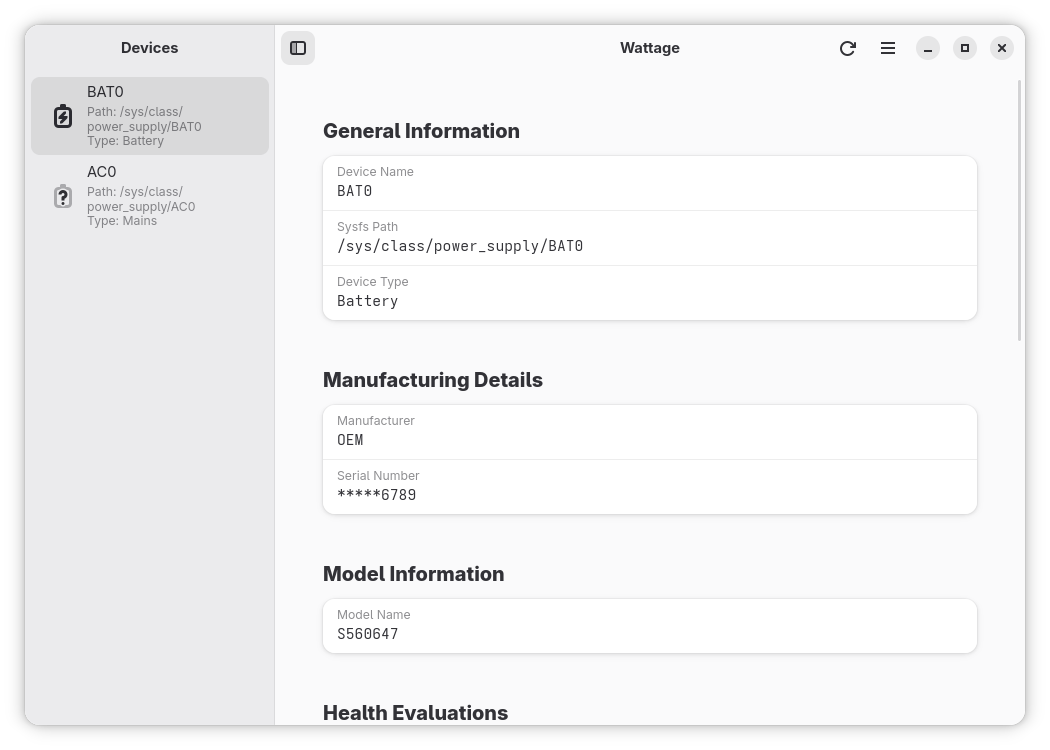 Devices
Wattage
BAT0
Path: /sys/class/
power_supply/BAT0
Type: Battery
AC0
Path: /sys/class/
power_supply/AC0
Type: Mains
General Information
Device Name
BAT0
Sysfs Path
/sys/class/power_supply/BAT0
Device Type
Battery
Manufacturing Details
Manufacturer
OEM
Serial Number
*****6789
Model Information
Model Name
S560647
Health Evaluations